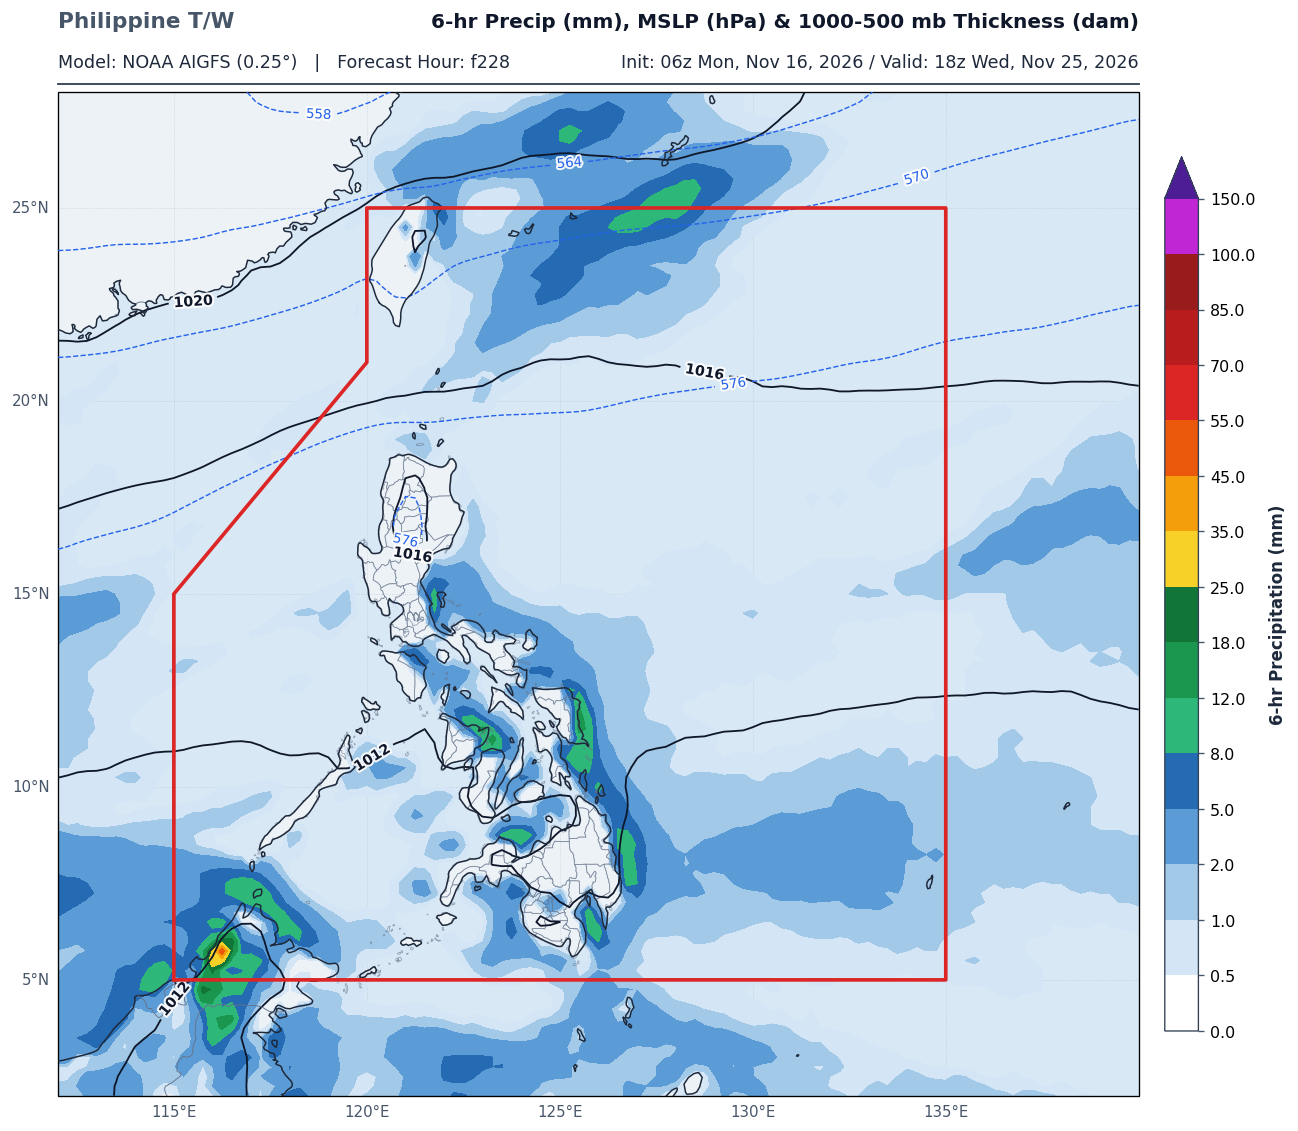 Philippine T/W
6-hr Precip (mm), MSLP (hPa) & 1000-500 mb Thickness (dam)
Model: NOAA AIGFS (0.25°) | Forecast Hour: f228
Init: 06z Mon, Nov 16, 2026 / Valid: 18z Wed, Nov 25, 2026
558
564
570
1020
1016
576
576
1016
1012
1012
25°N
20°N
15°N
10°N
5°N
115°E
120°E
125°E
130°E
135°E
150.0
100.0
85.0
70.0
55.0
45.0
35.0
25.0
18.0
12.0
8.0
5.0
2.0
1.0
0.5
0.0
6-hr Precipitation (mm)